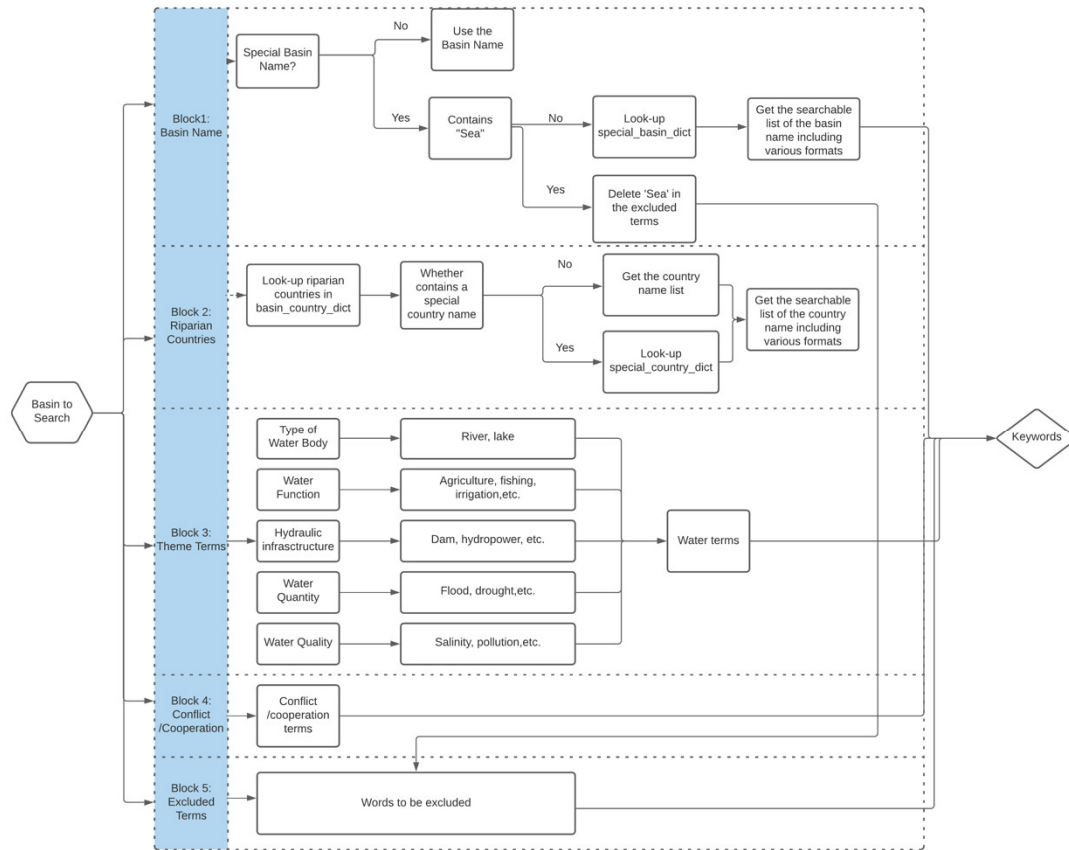 No
Use the
Basin Name
Special Basin
Name?
Block1:
Basin Name
Yes
Contains
"Sea"
No
Look-up
special_basin_dict
Get the searchable
list of the basin
name including
various formats
Yes
Delete 'Sea' in
the excluded
terms
Block 2:
Riparian
Countries
Look-up riparian
countries in
basin_country_dict
Whether
contains a
special
country name
No
Get the country
name list
Yes
Look-up
special_country_dict
Get the searchable
list of the country
name including
various formats
Basin to
Search
Keywords
Block 3:
Theme Terms
Type of
Water Body
River, lake
Water
Function
Agriculture, fishing,
irrigation,etc.
Hydraulic
infrasctructure
Dam, hydropower, etc.
Water terms
Water
Quantity
Flood, drought,etc.
Water Quality
Salinity, pollution,etc.
Block 4:
Conflict
/Cooperation
Conflict
/cooperation
terms
Block 5:
Excluded
Terms
Words to be excluded